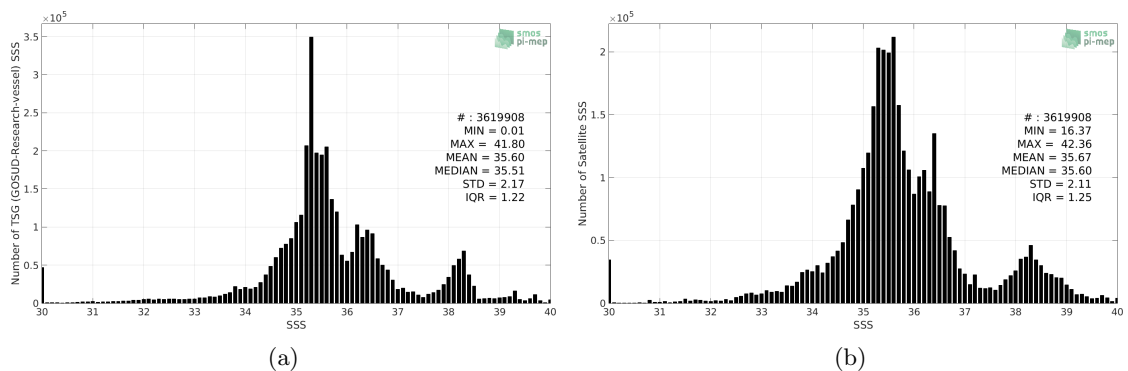 ×10⁵
3.5
3
2.5
2
1.5
1
0.5
0
30 31 32 33 34 35 36 37 38 39 40
SSS
Number of TSG (GOSUD-Research-vessel) SSS
smos
pi-mep
# : 3619908
MIN = 0.01
MAX = 41.80
MEAN = 35.60
MEDIAN = 35.51
STD = 2.17
IQR = 1.22
(a)
×10⁵
2
1.5
1
0.5
0
30 31 32 33 34 35 36 37 38 39 40
SSS
Number of Satellite SSS
smos
pi-mep
# : 3619908
MIN = 16.37
MAX = 42.36
MEAN = 35.67
MEDIAN = 35.60
STD = 2.11
IQR = 1.25
(b)